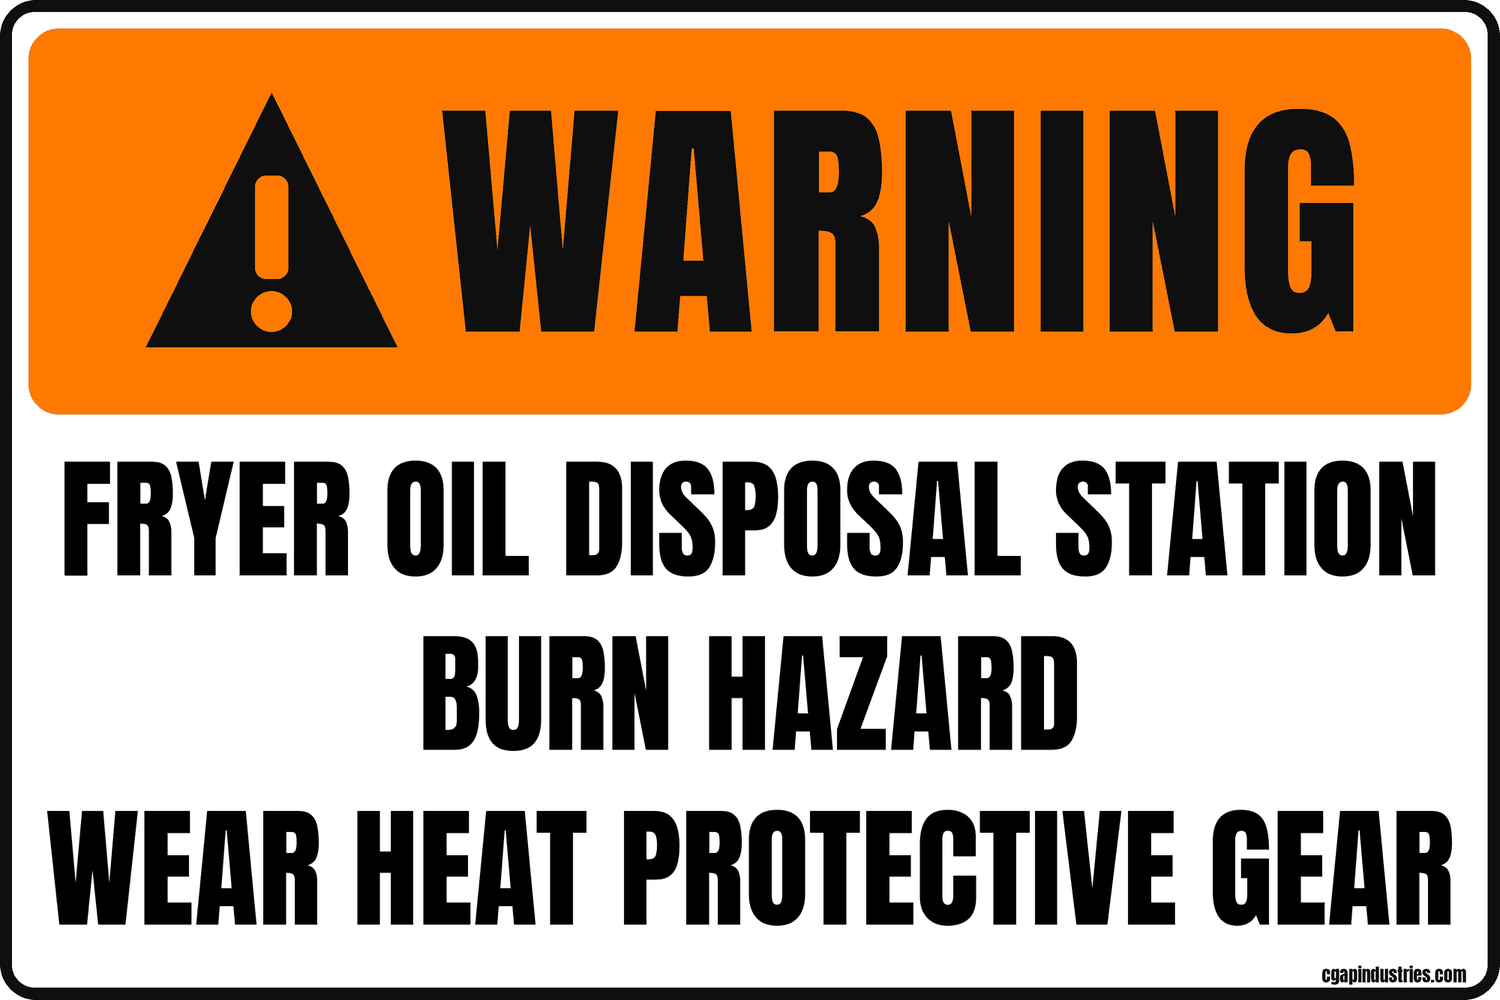 WARNING
FRYER OIL DISPOSAL STATION
BURN HAZARD
WEAR HEAT PROTECTIVE GEAR
cgapindustries.com